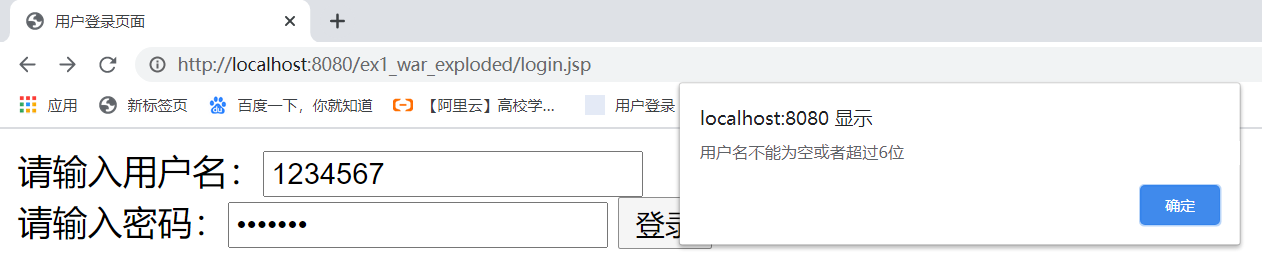 用户登录页面
http://localhost:8080/ex1_war_exploded/login.jsp
应用 新标签页 百度一下，你就知道 【阿里云】高校学... 用户登录
localhost:8080 显示
用户名不能为空或者超过6位
确定
请输入用户名：1234567
请输入密码：•••••••
登录